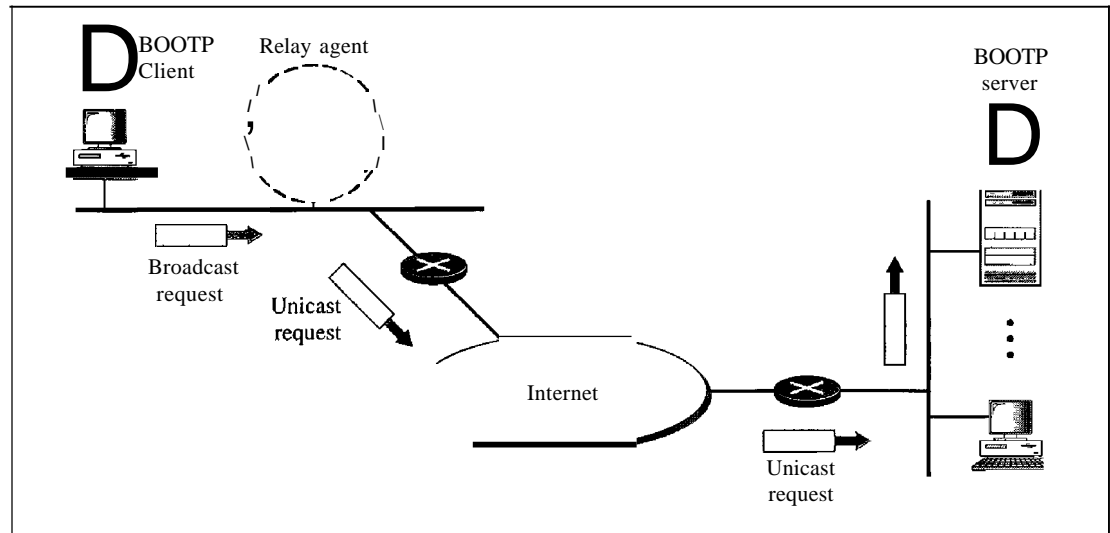 D
BOOTP
Client
Relay agent
BOOTP
server
D
Broadcast
request
Unicast
request
Internet
Unicast
request